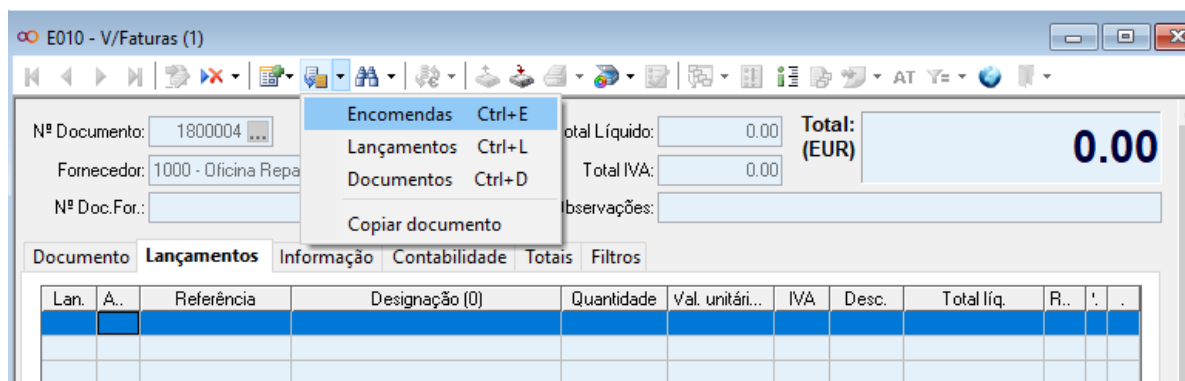 E010 - V/Faturas (1)
AT
Encomendas Ctrl+E
Lançamentos Ctrl+L
Documentos Ctrl+D
Copiar documento
Nº Documento: 1800004 ...
Total Líquido: 0.00
Total: (EUR) 0.00
Fornecedor: 1000 - Oficina Repa
Total IVA: 0.00
Nº Doc.For.:
Observações:
Documento Lançamentos Informação Contabilidade Totais Filtros
Lan. A.. Referência Designação (0) Quantidade Val. unitári... IVA Desc. Total líq. R.. '. .